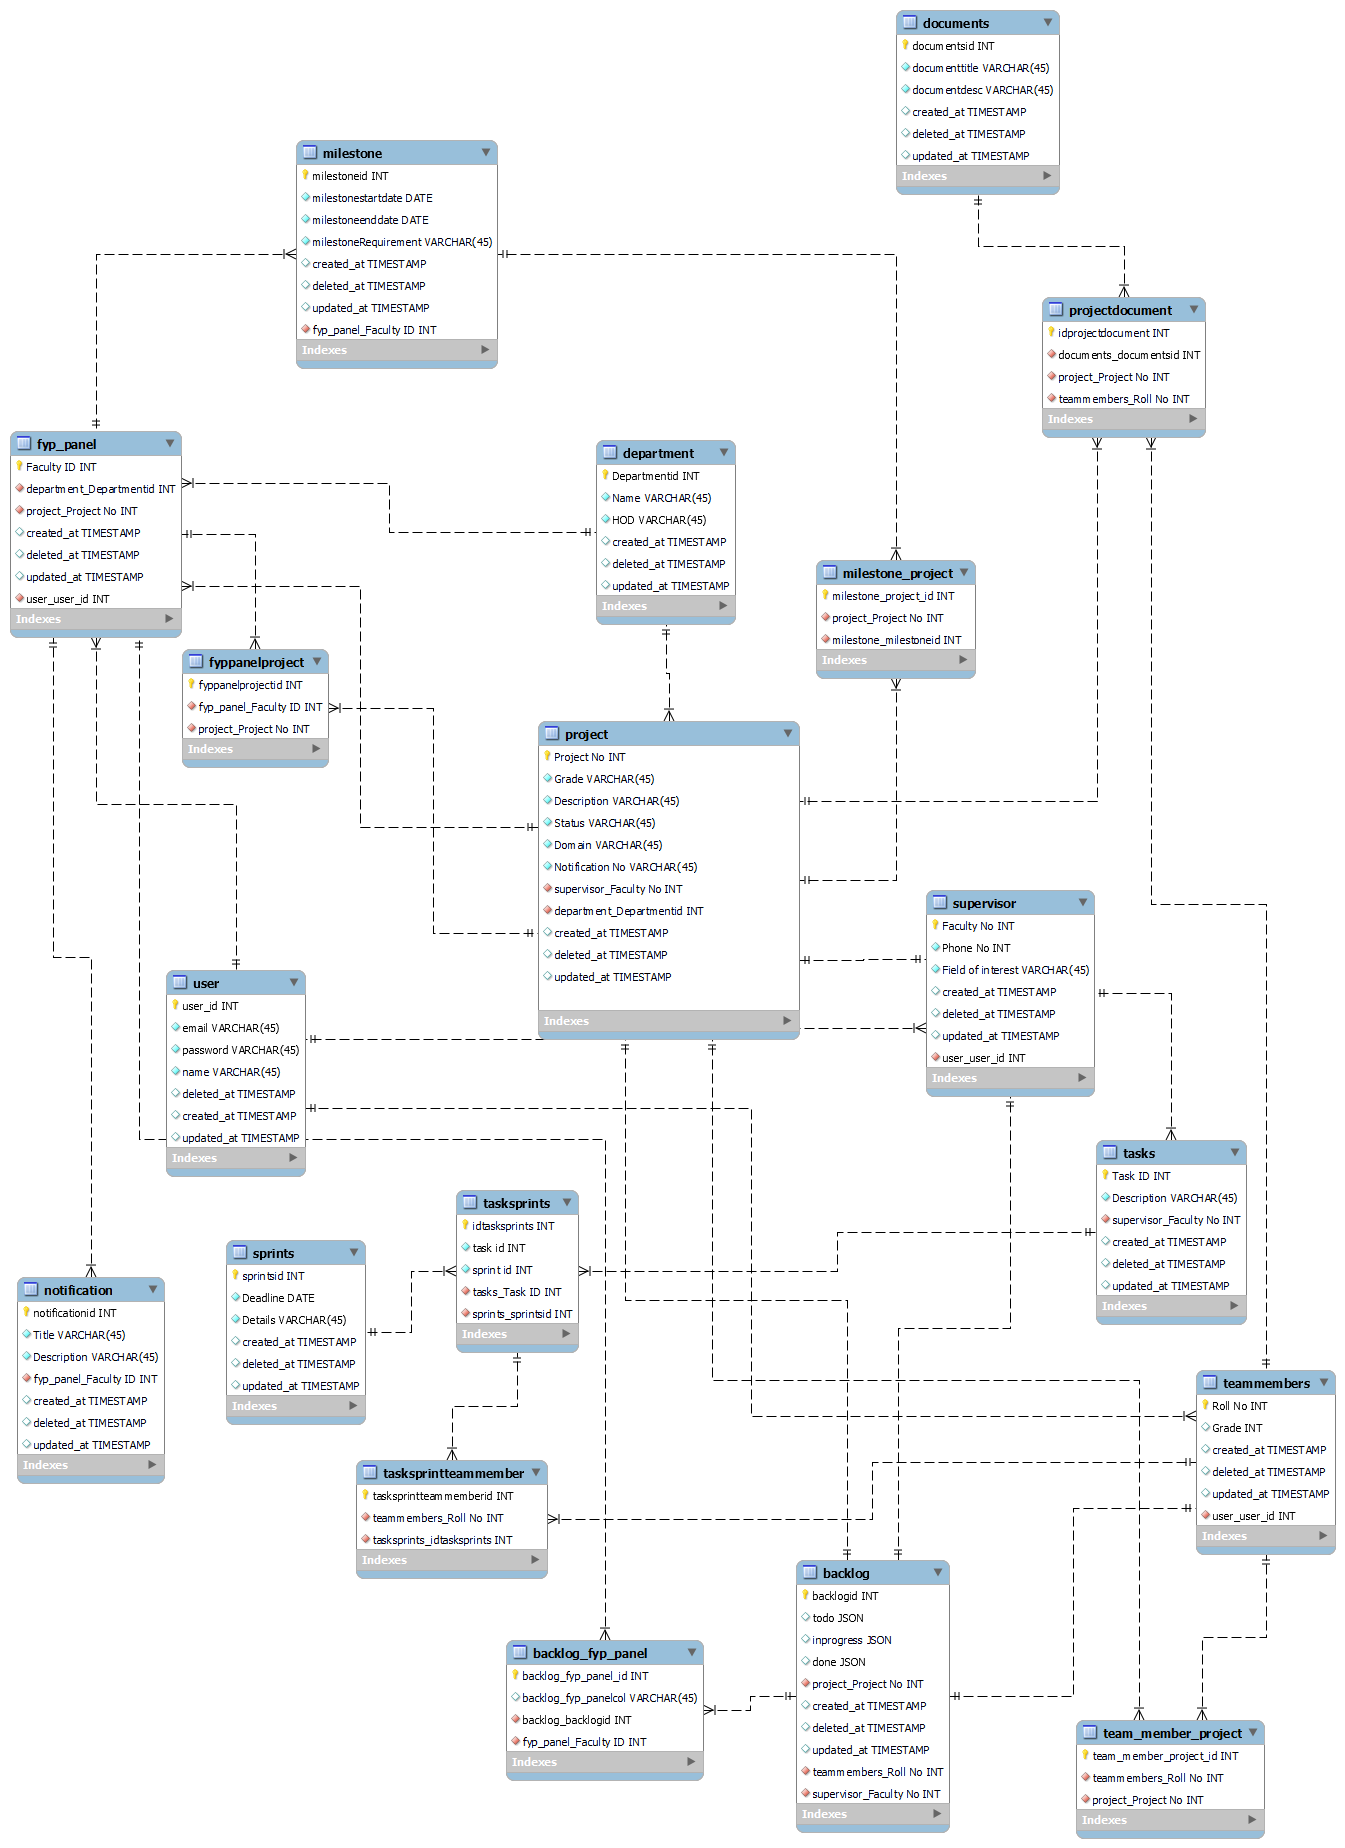 documents
documentsid INT
documenttitle VARCHAR(45)
documentdesc VARCHAR(45)
created_at TIMESTAMP
deleted_at TIMESTAMP
updated_at TIMESTAMP
Indexes
milestone
milestoneid INT
milestonestartdate DATE
milestoneenddate DATE
milestoneRequirement VARCHAR(45)
created_at TIMESTAMP
deleted_at TIMESTAMP
updated_at TIMESTAMP
fyp_panel_Faculty ID INT
Indexes
projectdocument
idprojectdocument INT
documents_documentsid INT
project_Project No INT
teammembers_Roll No INT
Indexes
fyp_panel
Faculty ID INT
department_Departmentid INT
project_Project No INT
created_at TIMESTAMP
deleted_at TIMESTAMP
updated_at TIMESTAMP
user_user_id INT
Indexes
department
Departmentid INT
Name VARCHAR(45)
HOD VARCHAR(45)
created_at TIMESTAMP
deleted_at TIMESTAMP
updated_at TIMESTAMP
Indexes
milestone_project
milestone_project_id INT
project_Project No INT
milestone_milestoneid INT
Indexes
fyppanelproject
fyppanelprojectid INT
fyp_panel_Faculty ID INT
project_Project No INT
Indexes
project
Project No INT
Grade VARCHAR(45)
Description VARCHAR(45)
Status VARCHAR(45)
Domain VARCHAR(45)
Notification No VARCHAR(45)
supervisor_Faculty No INT
department_Departmentid INT
created_at TIMESTAMP
deleted_at TIMESTAMP
updated_at TIMESTAMP
Indexes
supervisor
Faculty No INT
Phone No INT
Field of interest VARCHAR(45)
created_at TIMESTAMP
deleted_at TIMESTAMP
updated_at TIMESTAMP
user_user_id INT
Indexes
user
user_id INT
email VARCHAR(45)
password VARCHAR(45)
name VARCHAR(45)
deleted_at TIMESTAMP
created_at TIMESTAMP
updated_at TIMESTAMP
Indexes
tasks
Task ID INT
Description VARCHAR(45)
supervisor_Faculty No INT
created_at TIMESTAMP
deleted_at TIMESTAMP
updated_at TIMESTAMP
Indexes
tasksprints
idtasksprints INT
task id INT
sprint id INT
tasks_Task ID INT
sprints_sprintsid INT
Indexes
sprints
sprintsid INT
Deadline DATE
Details VARCHAR(45)
created_at TIMESTAMP
deleted_at TIMESTAMP
updated_at TIMESTAMP
Indexes
notification
notificationid INT
Title VARCHAR(45)
Description VARCHAR(45)
fyp_panel_Faculty ID INT
created_at TIMESTAMP
deleted_at TIMESTAMP
updated_at TIMESTAMP
Indexes
teammembers
Roll No INT
Grade INT
created_at TIMESTAMP
deleted_at TIMESTAMP
updated_at TIMESTAMP
user_user_id INT
Indexes
tasksprintteammember
tasksprintteammemberid INT
teammembers_Roll No INT
tasksprints_idtasksprints INT
Indexes
backlog
backlogid INT
todo JSON
inprogress JSON
done JSON
project_Project No INT
created_at TIMESTAMP
deleted_at TIMESTAMP
updated_at TIMESTAMP
teammembers_Roll No INT
supervisor_Faculty No INT
Indexes
backlog_fyp_panel
backlog_fyp_panel_id INT
backlog_fyp_panelcol VARCHAR(45)
backlog_backlogid INT
fyp_panel_Faculty ID INT
Indexes
team_member_project
team_member_project_id INT
teammembers_Roll No INT
project_Project No INT
Indexes